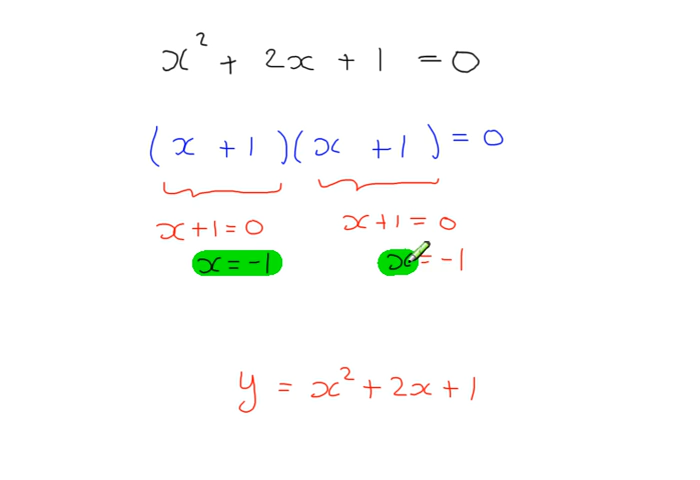 x² + 2x + 1 = 0
(x + 1)(x + 1) = 0
x + 1 = 0 x + 1 = 0
x = -1 x = -1
y = x² + 2x + 1